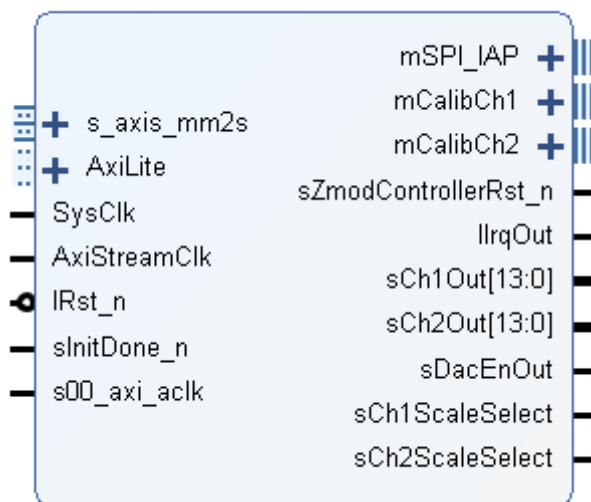 mSPI_IAP
mCalibCh1
s_axis_mm2s
mCalibCh2
AxiLite
sZmodControllerRst_n
SysClk
lIrqOut
AxiStreamClk
sCh1Out[13:0]
lRst_n
sCh2Out[13:0]
sInitDone_n
sDacEnOut
s00_axi_aclk
sCh1ScaleSelect
sCh2ScaleSelect